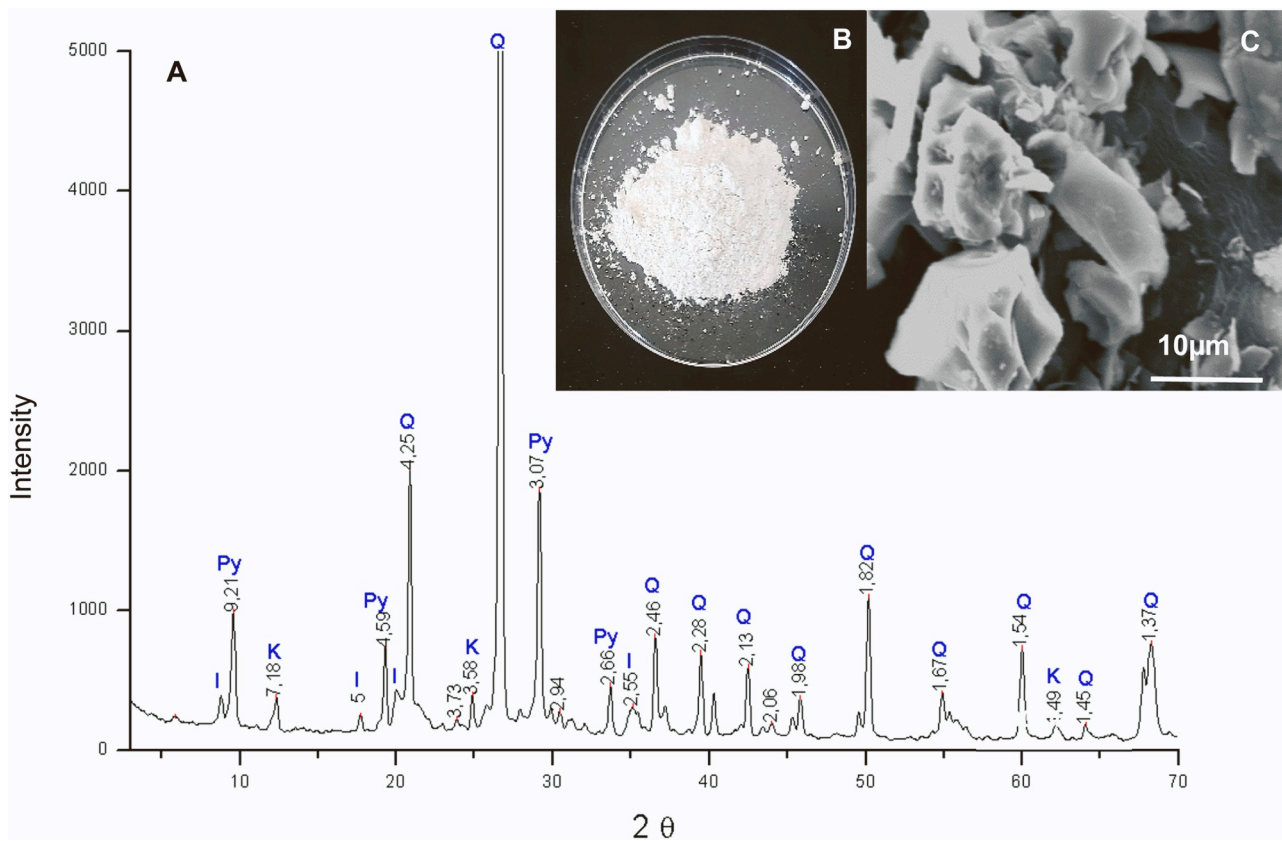 A
B
C
10µm
Intensity
5000
4000
3000
2000
1000
0
I
Py
9,21
K
7,18
I
5
Py
4,59
I
Q
4,25
3,73
K
3,58
Q
Py
3,07
2,94
Py
2,66
I
2,55
Q
2,46
Q
2,28
Q
2,13
2,06
Q
1,98
Q
1,82
Q
1,67
Q
1,54
K
1,49
Q
1,45
Q
1,37
10
20
30
40
50
60
70
2 θ